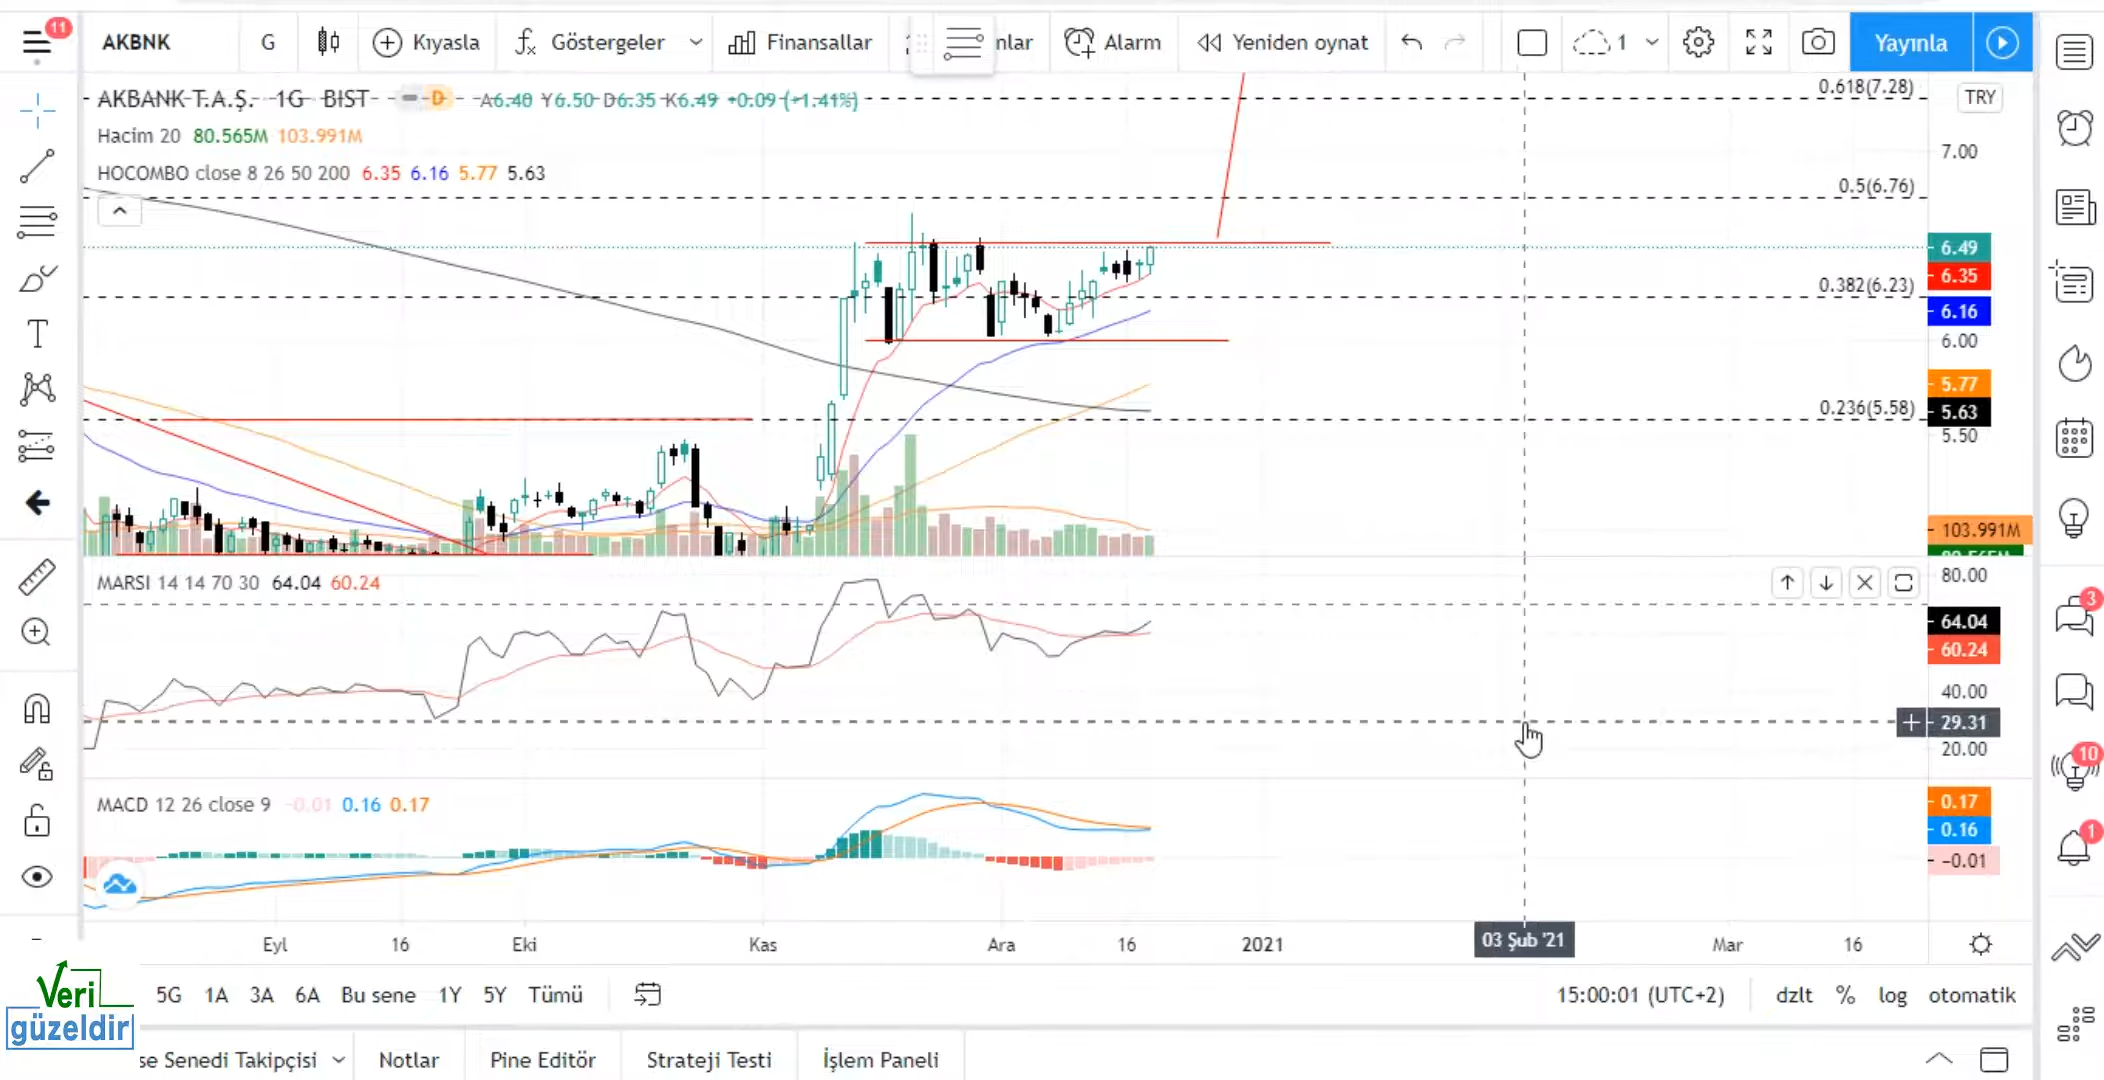 11
AKBNK G Kıyasla Göstergeler Finansallar nlar Alarm Yeniden oynat 1 Yayınla
AKBANK T.A.Ş. 1G BIST D A6.40 Y6.50 D6.35 K6.49 +0.09 (+1.41%)
Hacim 20 80.565M 103.991M
HOCOMBO close 8 26 50 200 6.35 6.16 5.77 5.63
0.618(7.28)
TRY
7.00
0.5(6.76)
6.49
6.35
0.382(6.23)
6.16
6.00
5.77
0.236(5.58)
5.63
5.50
103.991M
80.565M
MARSI 14 14 70 30 64.04 60.24
80.00
64.04
60.24
40.00
29.31
20.00
MACD 12 26 close 9 -0.01 0.16 0.17
0.17
0.16
-0.01
3
10
1
Eyl 16 Eki Kas Ara 16 2021 03 Şub '21 Mar 16
Veri
güzeldir
5G 1A 3A 6A Bu sene 1Y 5Y Tümü 15:00:01 (UTC+2) dzlt % log otomatik
se Senedi Takipçisi Notlar Pine Editör Strateji Testi İşlem Paneli